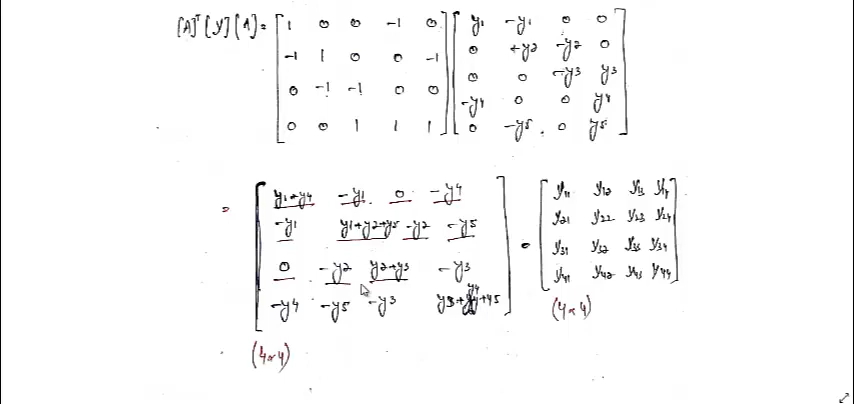 [A]ᵀ [Y] [A] = [ 1 0 0 -1 0 ] [ y1 -y1 0 0 ]
[ -1 1 0 0 -1 ] [ 0 +y2 -y2 0 ]
[ 0 -1 -1 0 0 ] [ 0 0 -y3 y3 ]
[ 0 0 1 1 1 ] [ -y4 0 0 y4 ]
[ 0 -y5 0 y5 ]
= [ y1+y4 -y1 0 -y4 ] = [ y11 y12 y13 y14 ]
[ -y1 y1+y2+y5 -y2 -y5 ] [ y21 y22 y23 y24 ]
[ 0 -y2 y2+y3 -y3 ] [ y31 y32 y33 y34 ]
[ -y4 -y5 -y3 y3+y4+y5 ] [ y41 y42 y43 y44 ]
(4×4) (4×4)